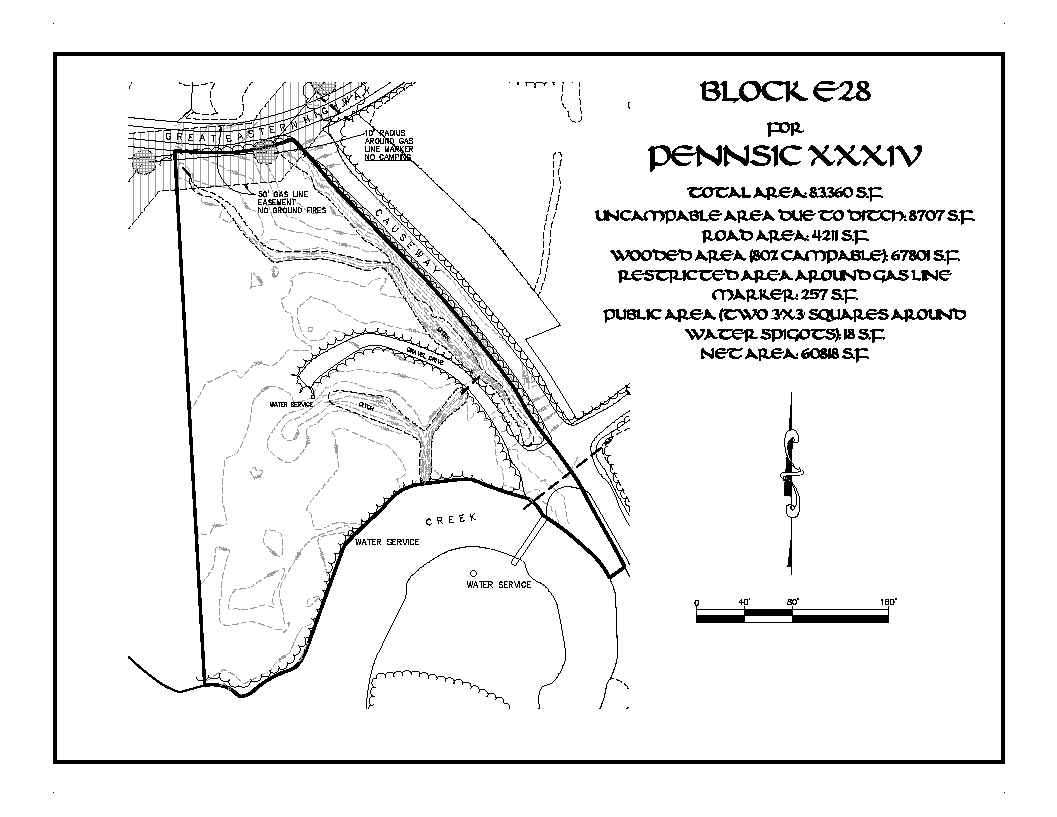 BLOCK E28
FOR
PENNSIC XXXIV
TOTAL AREA: 83360 S.F.
UNCAMPABLE AREA DUE TO DITCH: 8707 S.F.
ROAD AREA: 4211 S.F.
WOODED AREA (80% CAMPABLE): 67801 S.F.
RESTRICTED AREA AROUND GAS LINE
MARKER: 257 S.F.
PUBLIC AREA (TWO 3'X3' SQUARES AROUND
WATER SPIGOTS): 18 S.F.
NET AREA: 60818 S.F.
GREAT EASTERN HIGHWAY
10' RADIUS
AROUND GAS
LINE MARKER
NO CAMPING
50' GAS LINE
EASEMENT
NO GROUND FIRES
CAUSEWAY
DITCH
GRAVEL DRIVE
WATER SERVICE
DITCH
CREEK
WATER SERVICE
WATER SERVICE
0 40' 80' 160'